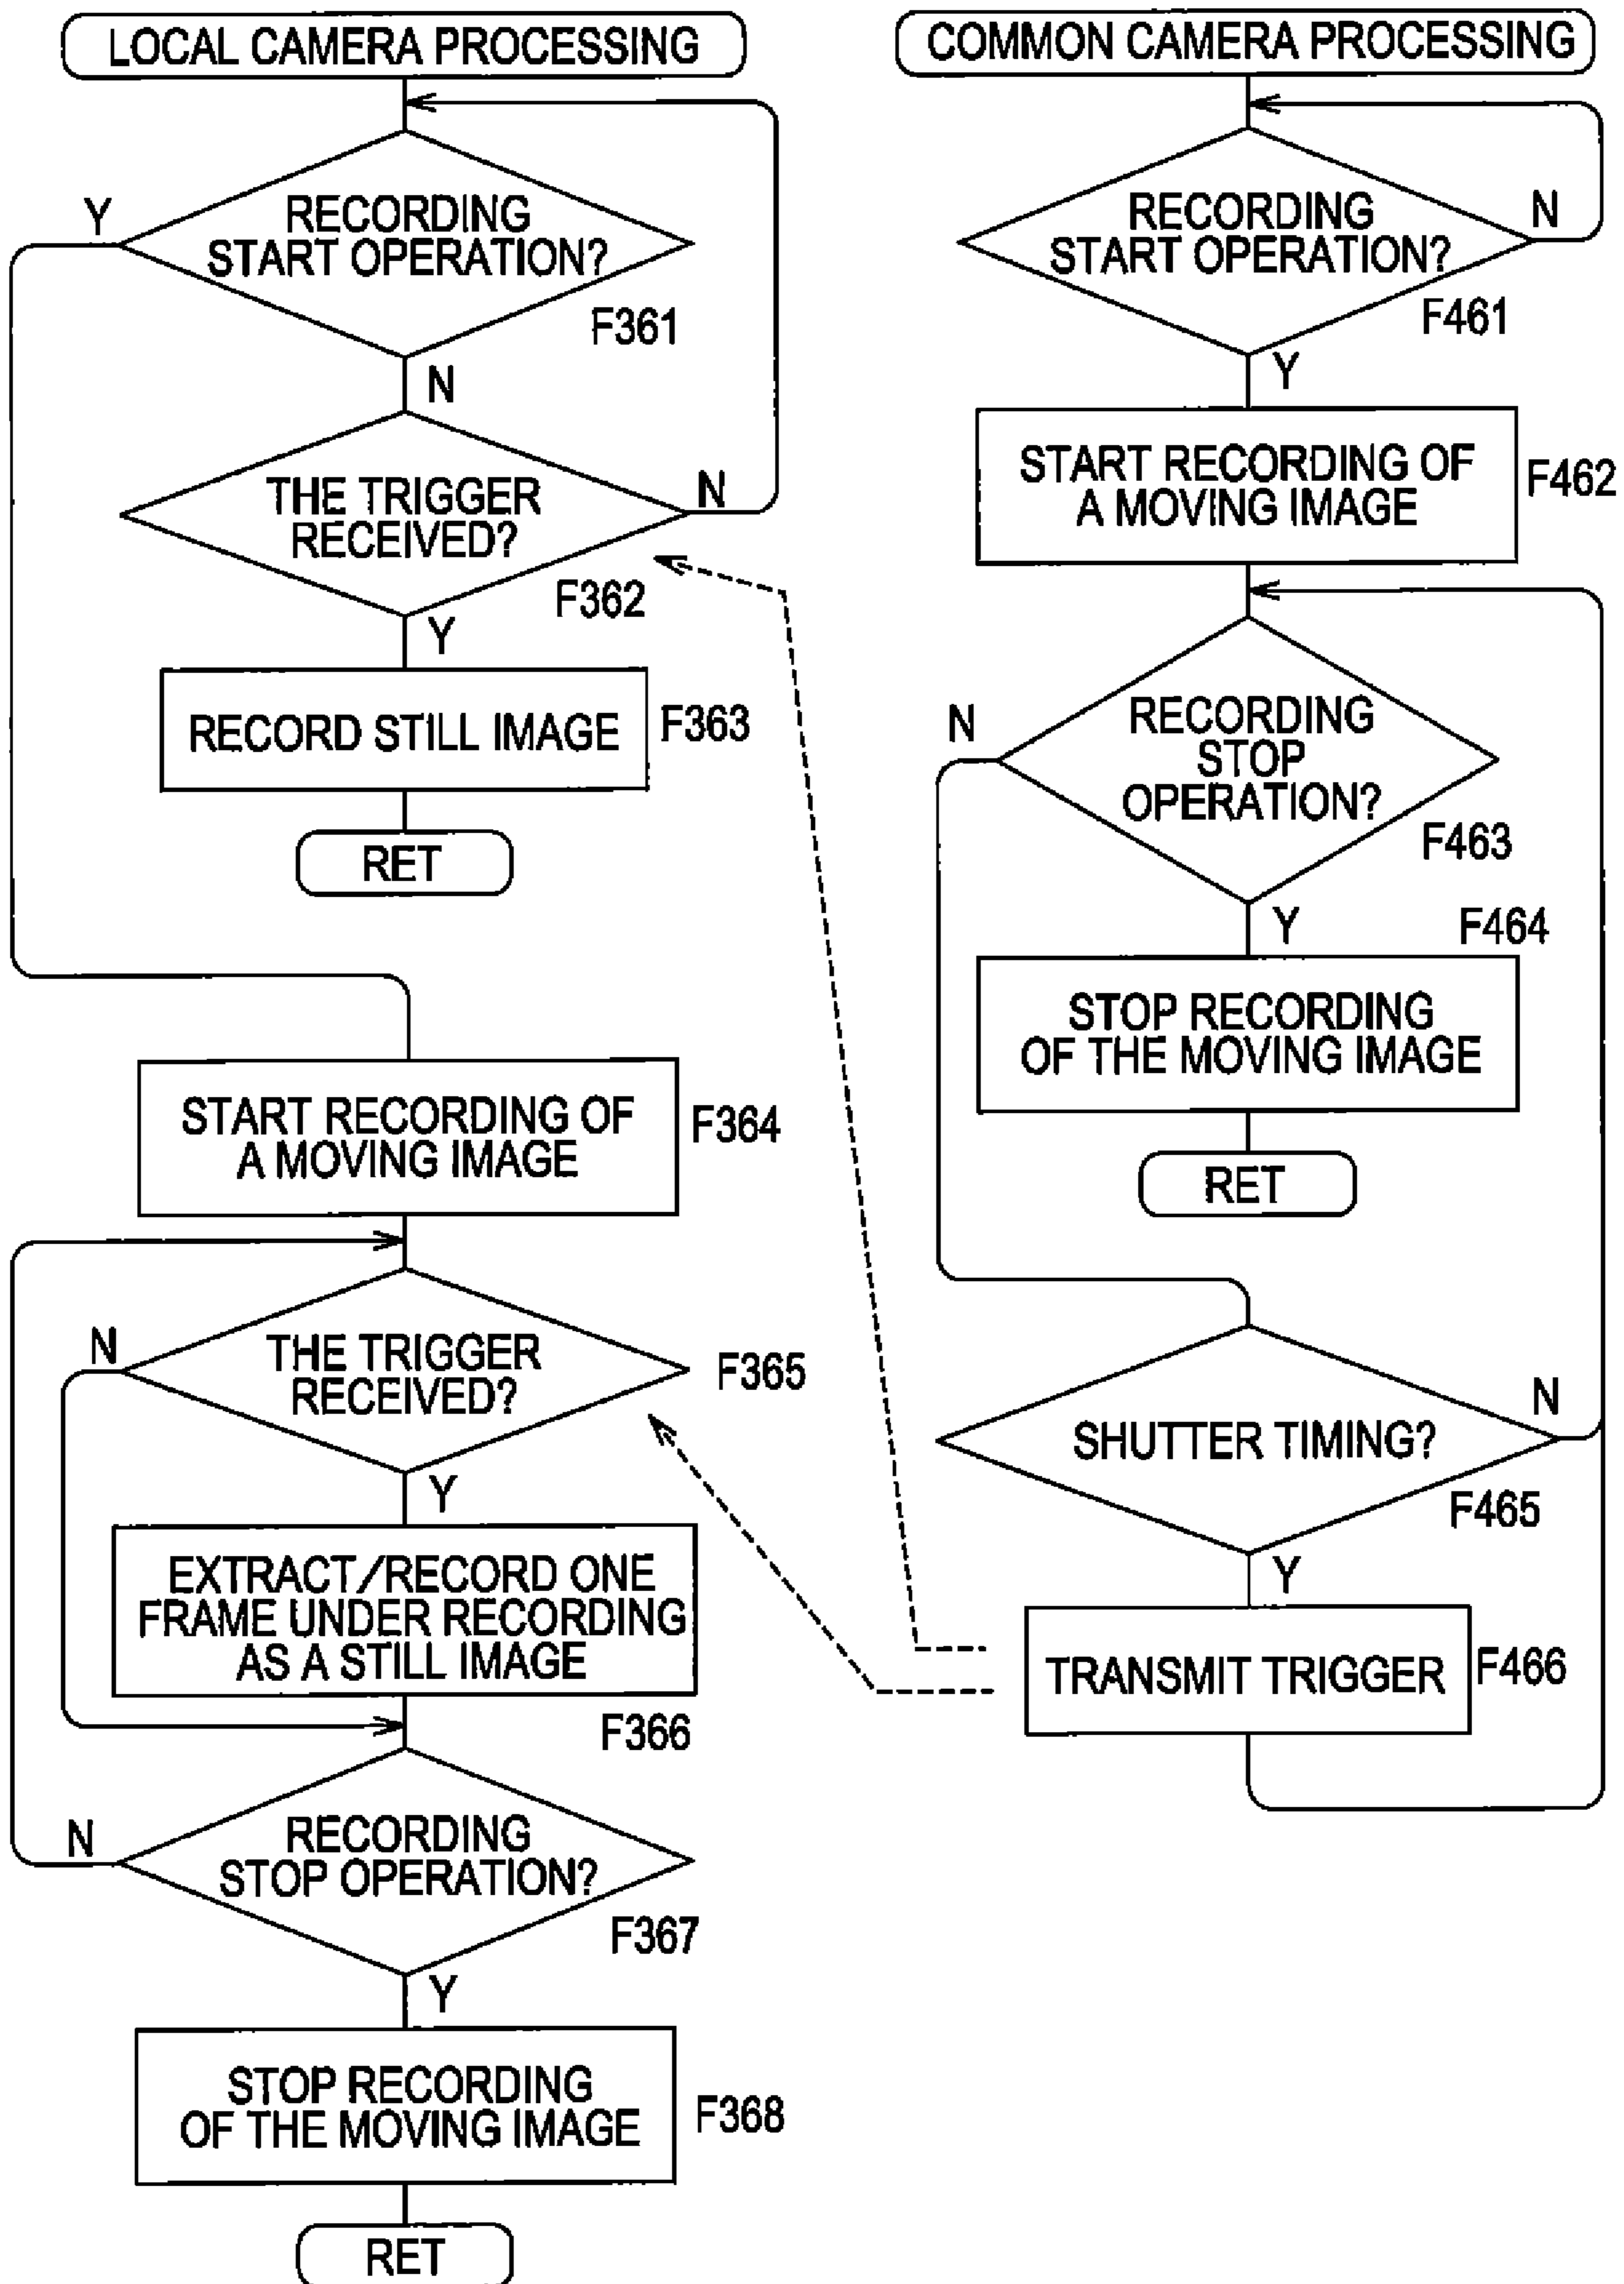 LOCAL CAMERA PROCESSING
Y
RECORDING
START OPERATION?
F361
N
THE TRIGGER
RECEIVED?
N
F362
Y
RECORD STILL IMAGE
F363
RET
START RECORDING OF
A MOVING IMAGE
F364
N
THE TRIGGER
RECEIVED?
F365
Y
EXTRACT/RECORD ONE
FRAME UNDER RECORDING
AS A STILL IMAGE
F366
N
RECORDING
STOP OPERATION?
F367
Y
STOP RECORDING
OF THE MOVING IMAGE
F368
RET
COMMON CAMERA PROCESSING
RECORDING
START OPERATION?
N
F461
Y
START RECORDING OF
A MOVING IMAGE
F462
N
RECORDING
STOP
OPERATION?
F463
Y
F464
STOP RECORDING
OF THE MOVING IMAGE
RET
SHUTTER TIMING?
N
F465
Y
TRANSMIT TRIGGER
F466